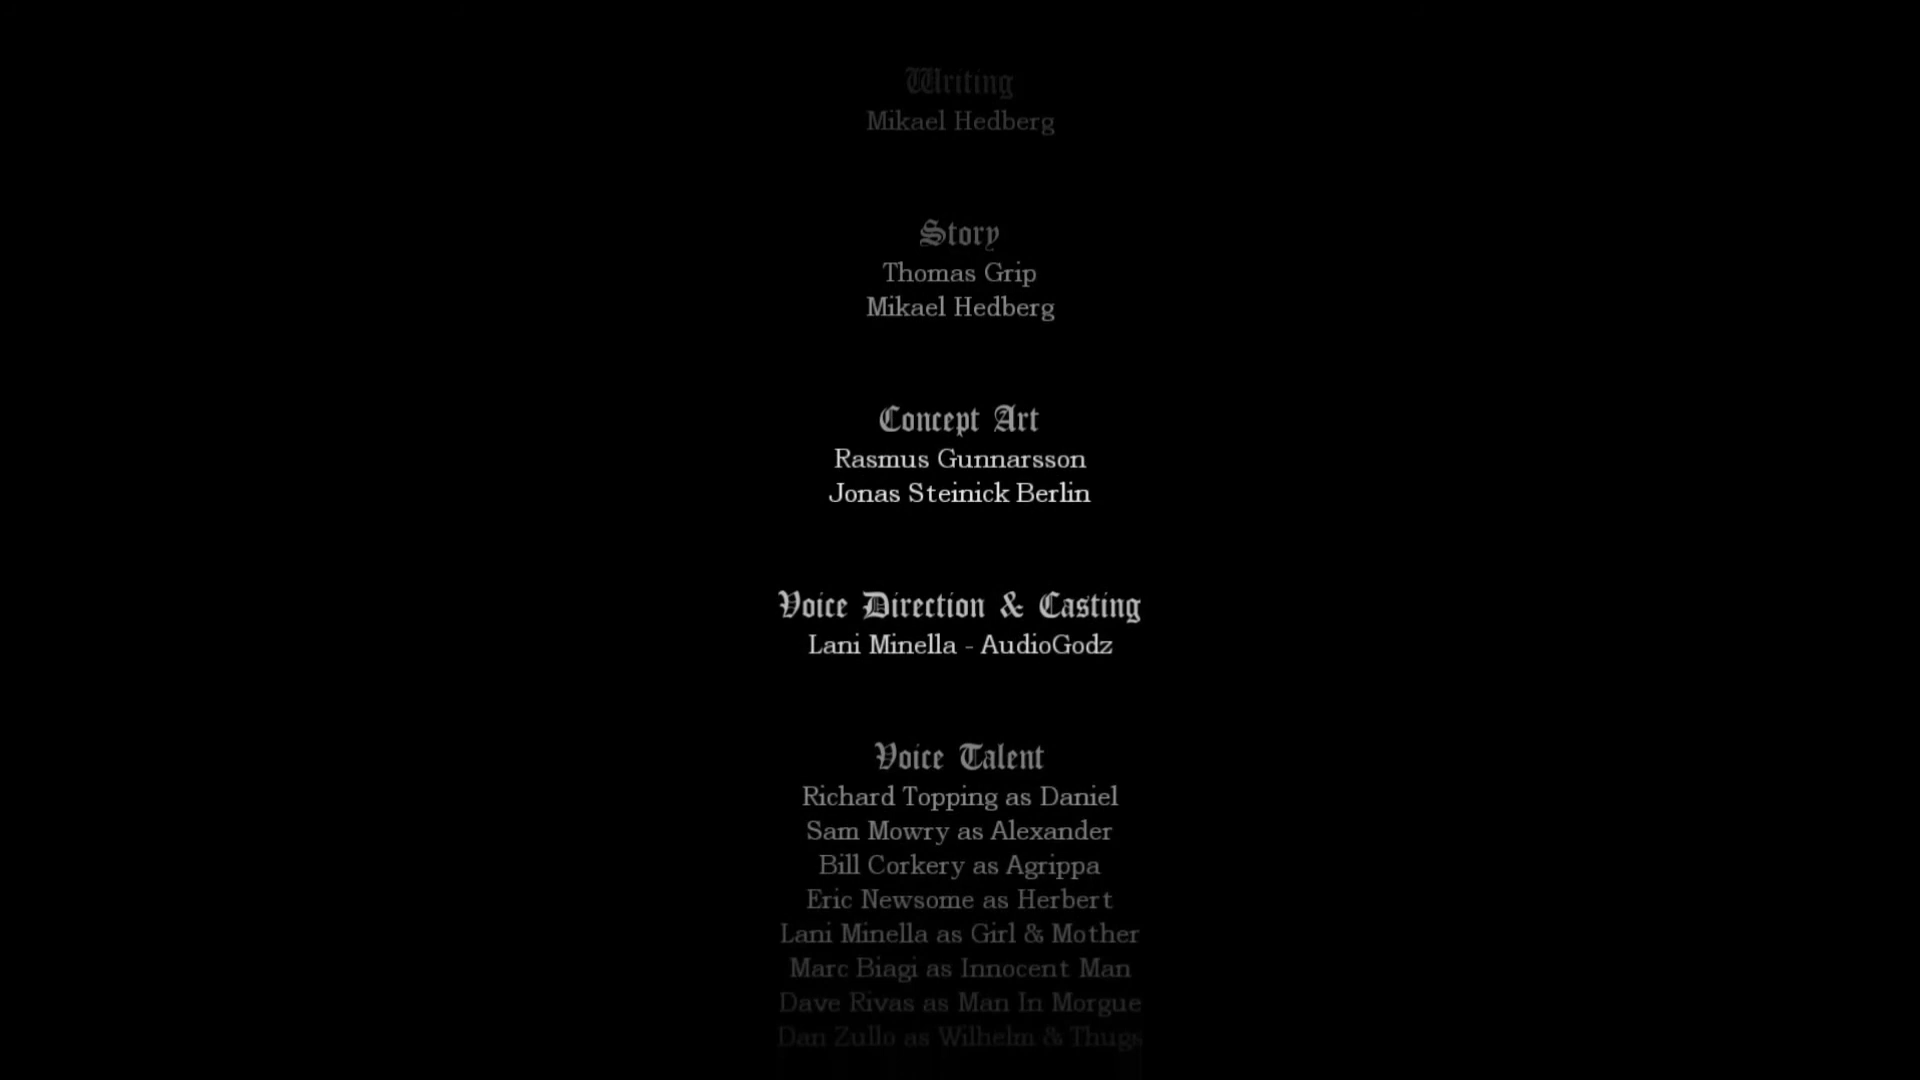 Writing
Mikael Hedberg
Story
Thomas Grip
Mikael Hedberg
Concept Art
Rasmus Gunnarsson
Jonas Steinick Berlin
Voice Direction & Casting
Lani Minella - AudioGodz
Voice Talent
Richard Topping as Daniel
Sam Mowry as Alexander
Bill Corkery as Agrippa
Eric Newsome as Herbert
Lani Minella as Girl & Mother
Marc Biagi as Innocent Man
Dave Rivas as Man In Morgue
Dan Zullo as Wilhelm & Thugs